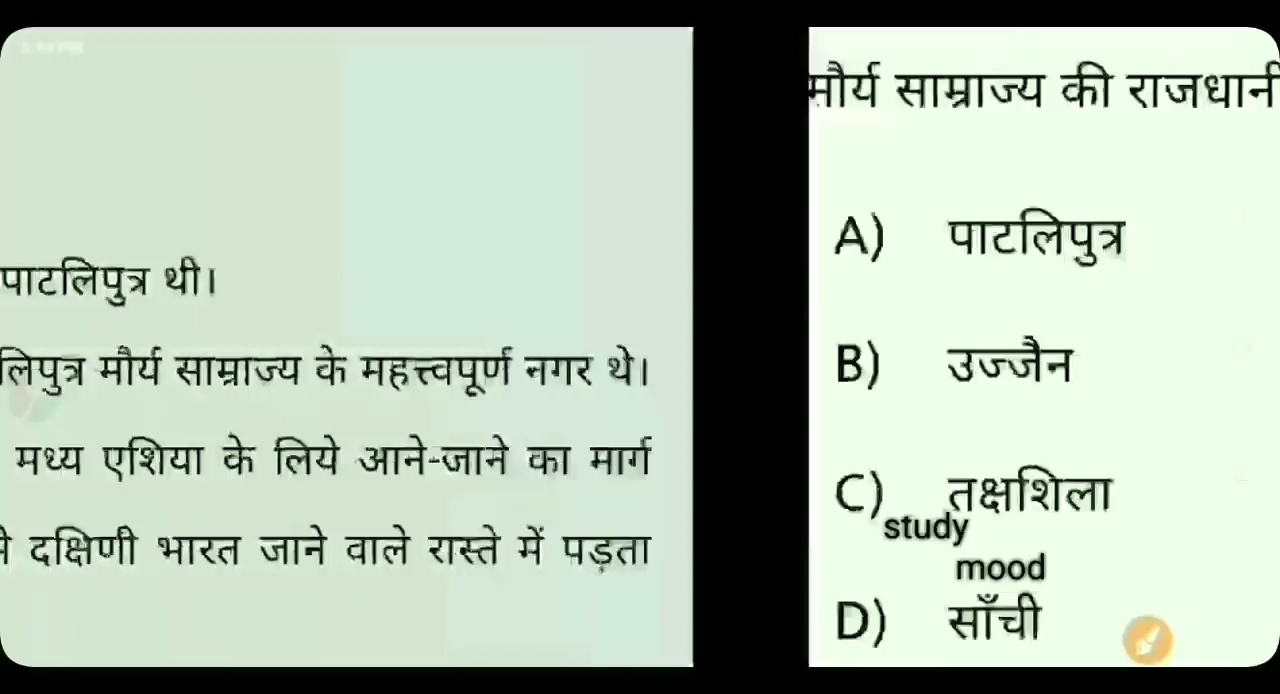 पाटलिपुत्र थी।
लिपुत्र मौर्य साम्राज्य के महत्त्वपूर्ण नगर थे।
मध्य एशिया के लिये आने-जाने का मार्ग
दक्षिणी भारत जाने वाले रास्ते में पड़ता
मौर्य साम्राज्य की राजधानी
A) पाटलिपुत्र
B) उज्जैन
C) तक्षशिला
study
mood
D) साँची